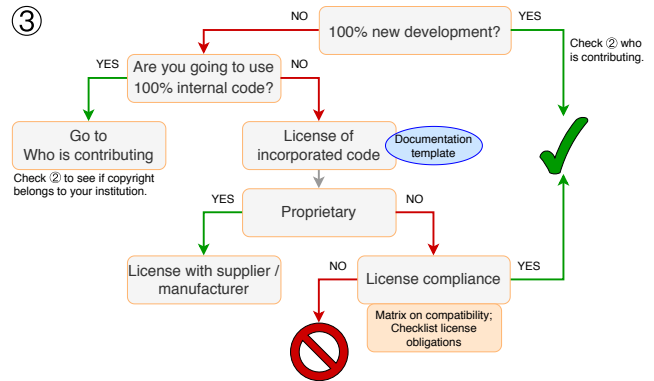 ③
NO
100% new development?
YES
Check ② who
is contributing.
YES
Are you going to use
100% internal code?
NO
Go to
Who is contributing
Check ② to see if copyright
belongs to your institution.
License of
incorporated code
Documentation
template
YES
Proprietary
NO
License with supplier /
manufacturer
NO
License compliance
YES
Matrix on compatibility;
Checklist license
obligations